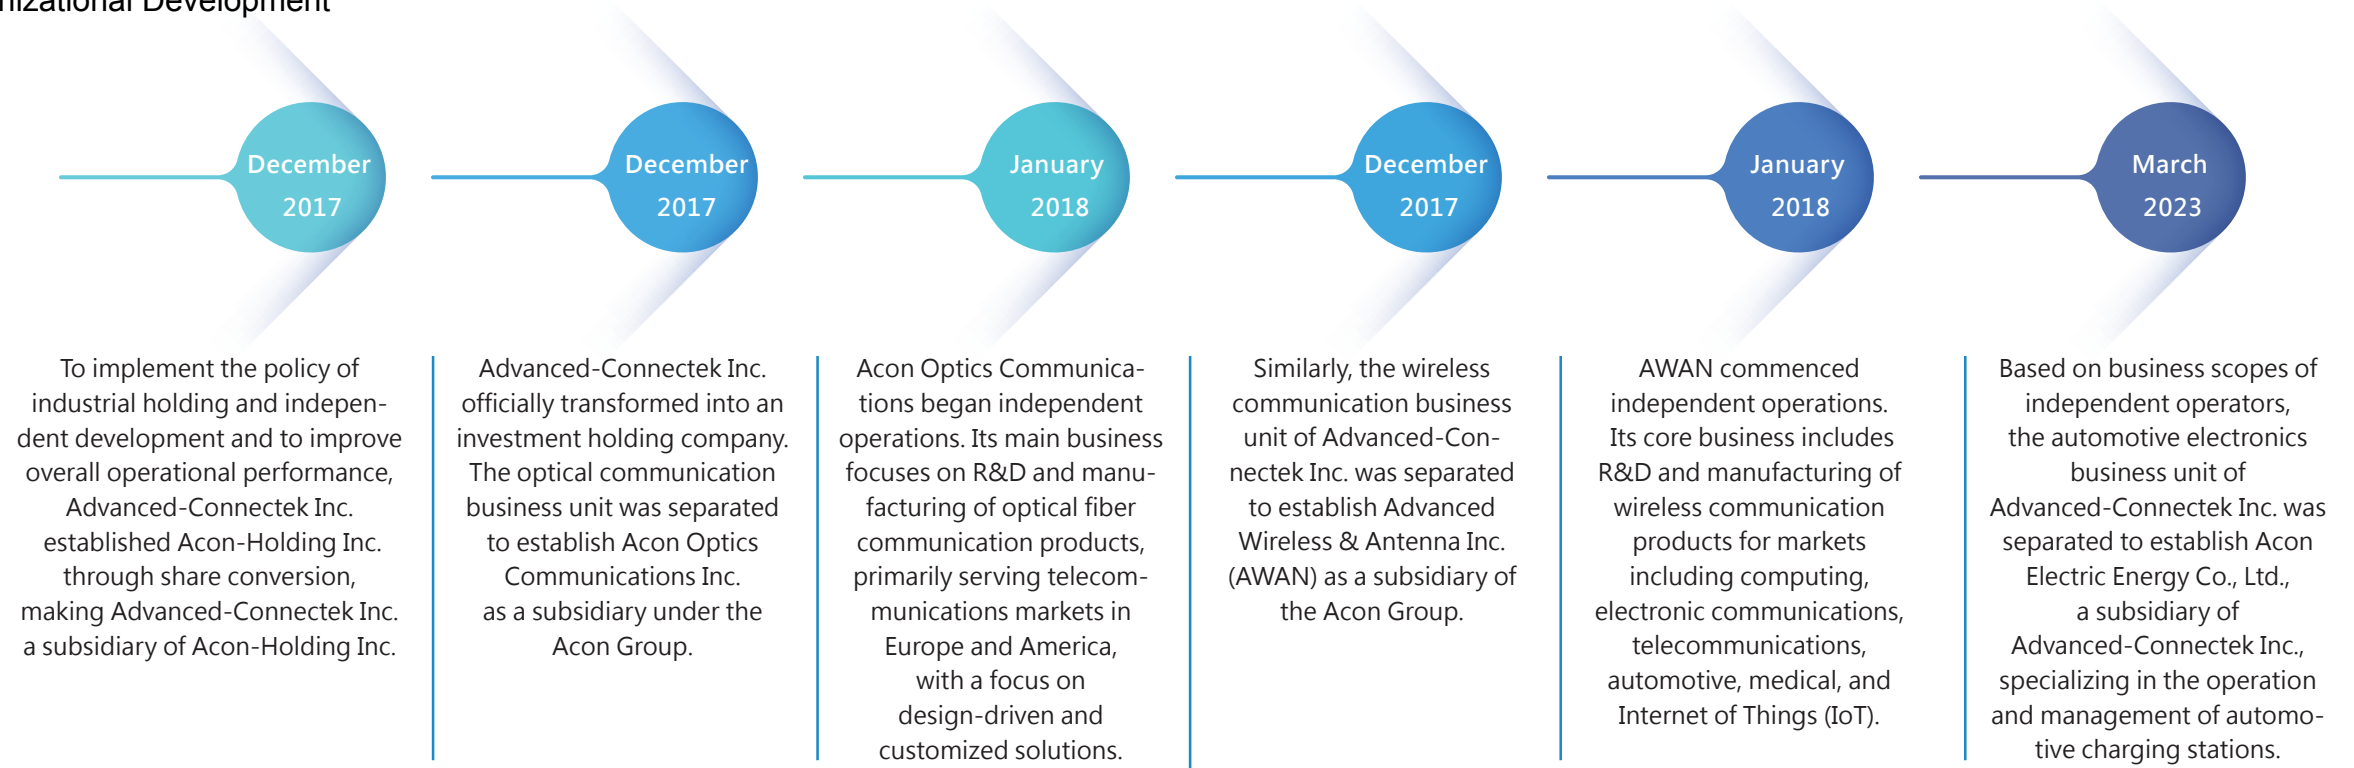 Development
December
2017
To implement the policy of
industrial holding and indepen-
dent development and to improve
overall operational performance,
Advanced-Connectek Inc.
established Acon-Holding Inc.
through share conversion,
making Advanced-Connectek Inc.
a subsidiary of Acon-Holding Inc.
December
2017
Advanced-Connectek Inc.
officially transformed into an
investment holding company.
The optical communication
business unit was separated
to establish Acon Optics
Communications Inc.
as a subsidiary under the
Acon Group.
January
2018
Acon Optics Communica-
tions began independent
operations. Its main business
focuses on R&D and manu-
facturing of optical fiber
communication products,
primarily serving telecom-
munications markets in
Europe and America,
with a focus on
design-driven and
customized solutions.
December
2017
Similarly, the wireless
communication business
unit of Advanced-Con-
nectek Inc. was separated
to establish Advanced
Wireless & Antenna Inc.
(AWAN) as a subsidiary of
the Acon Group.
January
2018
AWAN commenced
independent operations.
Its core business includes
R&D and manufacturing of
wireless communication
products for markets
including computing,
electronic communications,
telecommunications,
automotive, medical, and
Internet of Things (IoT).
March
2023
Based on business scopes of
independent operators,
the automotive electronics
business unit of
Advanced-Connectek Inc. was
separated to establish Acon
Electric Energy Co., Ltd.,
a subsidiary of
Advanced-Connectek Inc.,
specializing in the operation
and management of automo-
tive charging stations.